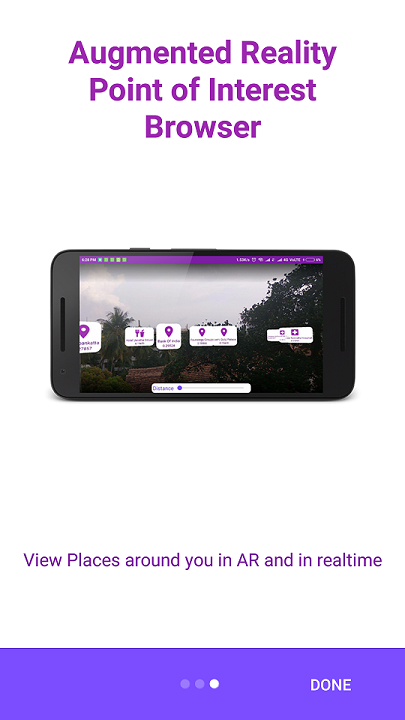 Augmented Reality
Point of Interest
Browser
Bank Of India
Distance
View Places around you in AR and in realtime
DONE